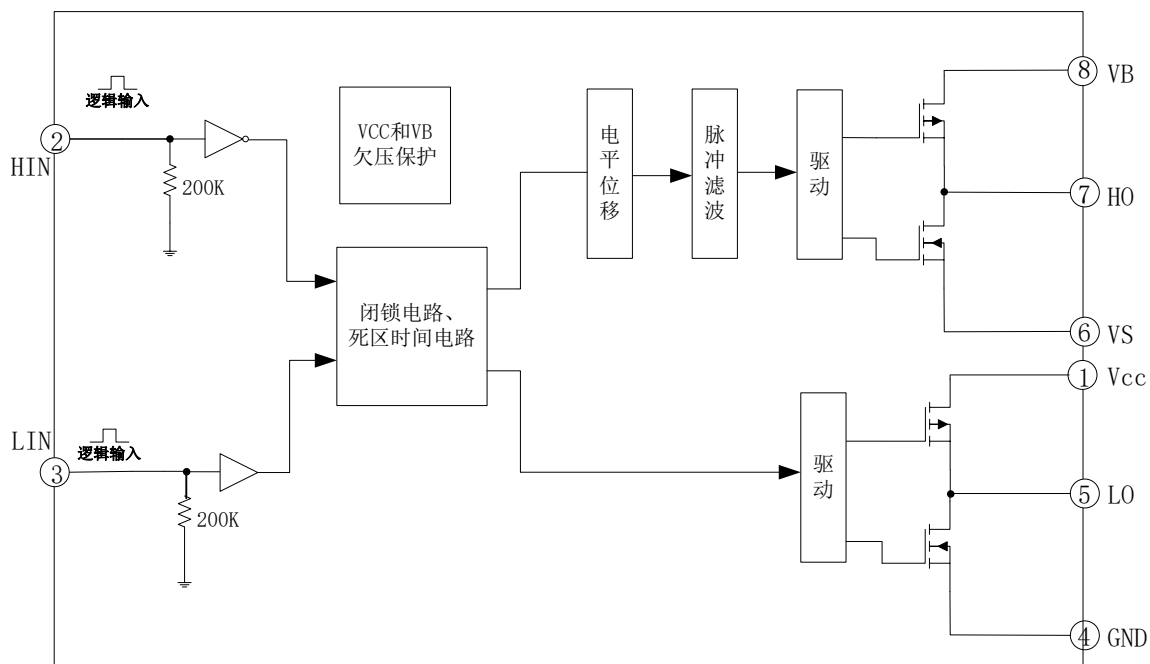 逻辑输入
②
HIN
200K
VCC和VB
欠压保护
电平位移
脉冲滤波
驱动
⑧ VB
⑦ HO
⑥ VS
闭锁电路、
死区时间电路
① Vcc
LIN
逻辑输入
③
200K
驱动
⑤ LO
④ GND